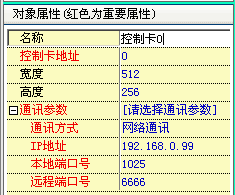 对象属性(红色为重要属性)
名称 控制卡0
控制卡地址 0
宽度 512
高度 256
通讯参数 [请选择通讯参数]
通讯方式 网络通讯
IP地址 192.168.0.99
本地端口号 1025
远程端口号 6666